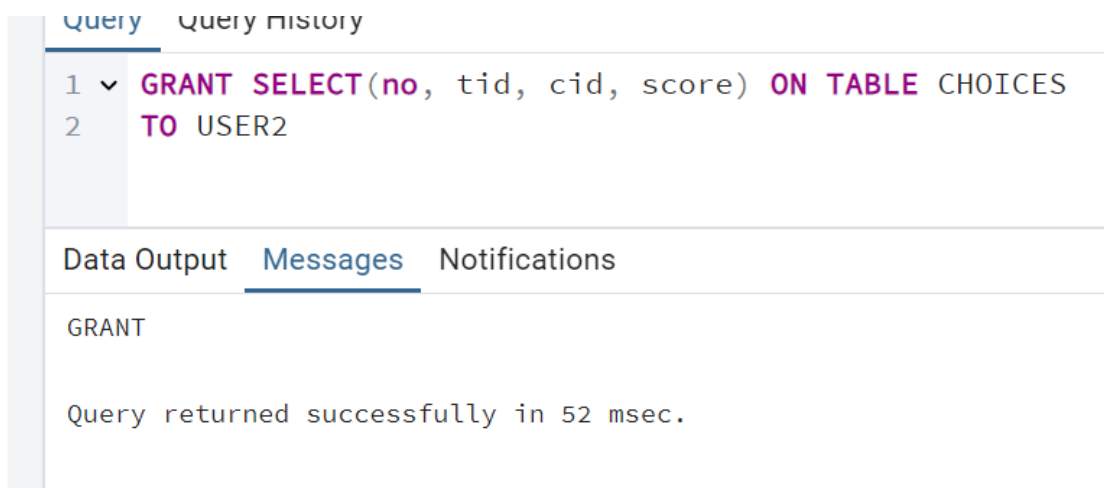 Query Query History
1 GRANT SELECT(no, tid, cid, score) ON TABLE CHOICES
2 TO USER2
Data Output Messages Notifications
GRANT
Query returned successfully in 52 msec.